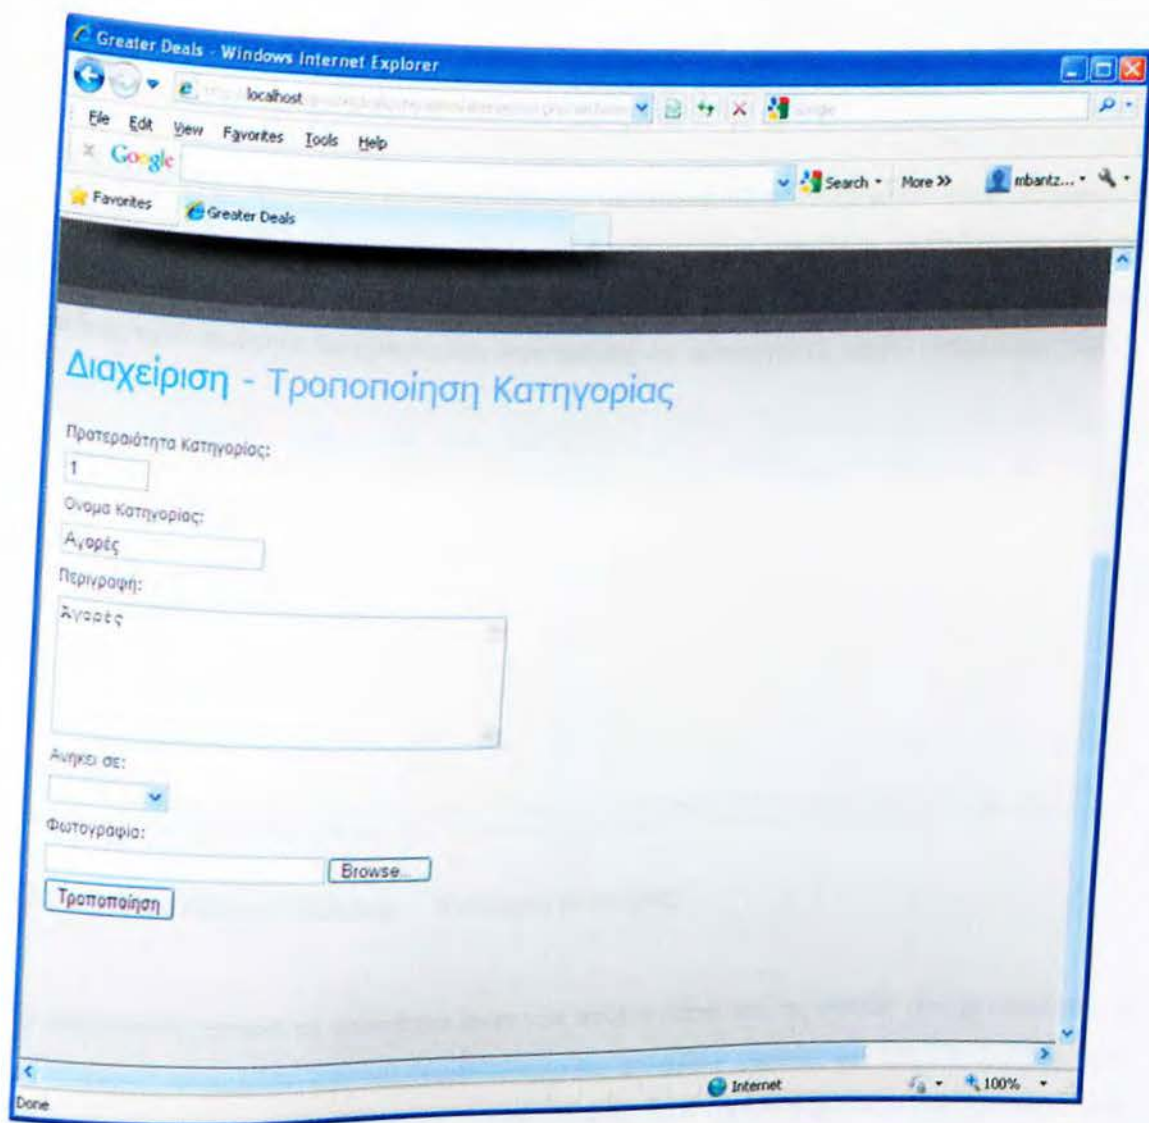 Greater Deals - Windows Internet Explorer
localhost
File Edit View Favorites Tools Help
Google Search More >> mbantz...
Favorites Greater Deals
Διαχείριση - Τροποποίηση Κατηγορίας
Προτεραιότητα Κατηγορίας:
1
Ονομα Κατηγορίας:
Αγορές
Περιγραφή:
Αγορές
Ανηκει σε:
Φωτογραφία:
Browse...
Τροποποίηση
Done Internet 100%